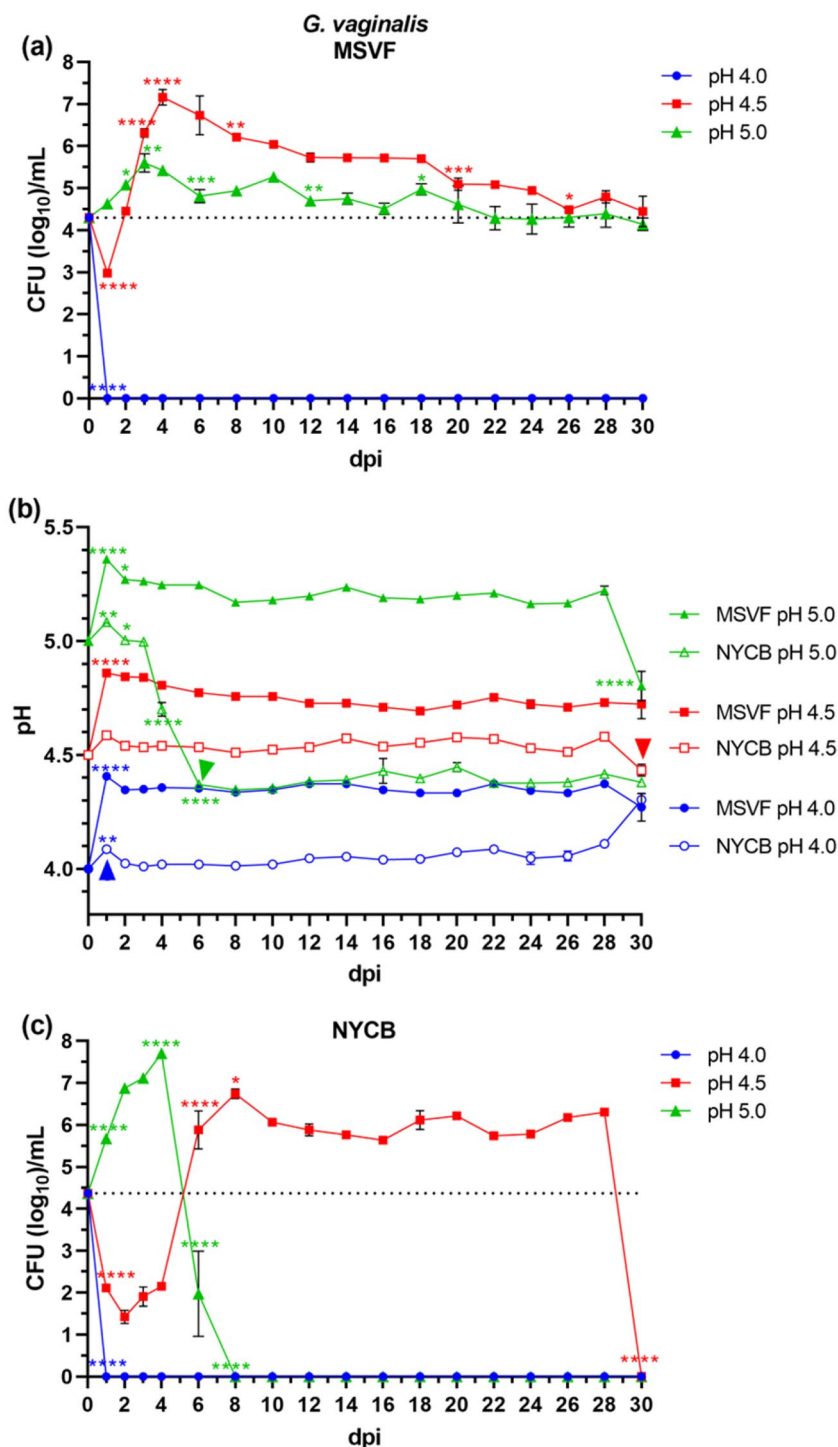 (a)
G. vaginalis
MSVF
CFU (log10)/mL
8
7
6
5
4
3
2
1
0
****
****
****
****
**
***
*
*
**
***
**
*
0 2 4 6 8 10 12 14 16 18 20 22 24 26 28 30
dpi
pH 4.0
pH 4.5
pH 5.0
(b)
pH
5.5
5.0
4.5
4.0
****
*
**
*
****
****
****
****
**
****
0 2 4 6 8 10 12 14 16 18 20 22 24 26 28 30
dpi
MSVF pH 5.0
NYCB pH 5.0
MSVF pH 4.5
NYCB pH 4.5
MSVF pH 4.0
NYCB pH 4.0
(c)
NYCB
CFU (log10)/mL
8
7
6
5
4
3
2
1
0
****
****
****
*
****
****
****
****
****
0 2 4 6 8 10 12 14 16 18 20 22 24 26 28 30
dpi
pH 4.0
pH 4.5
pH 5.0